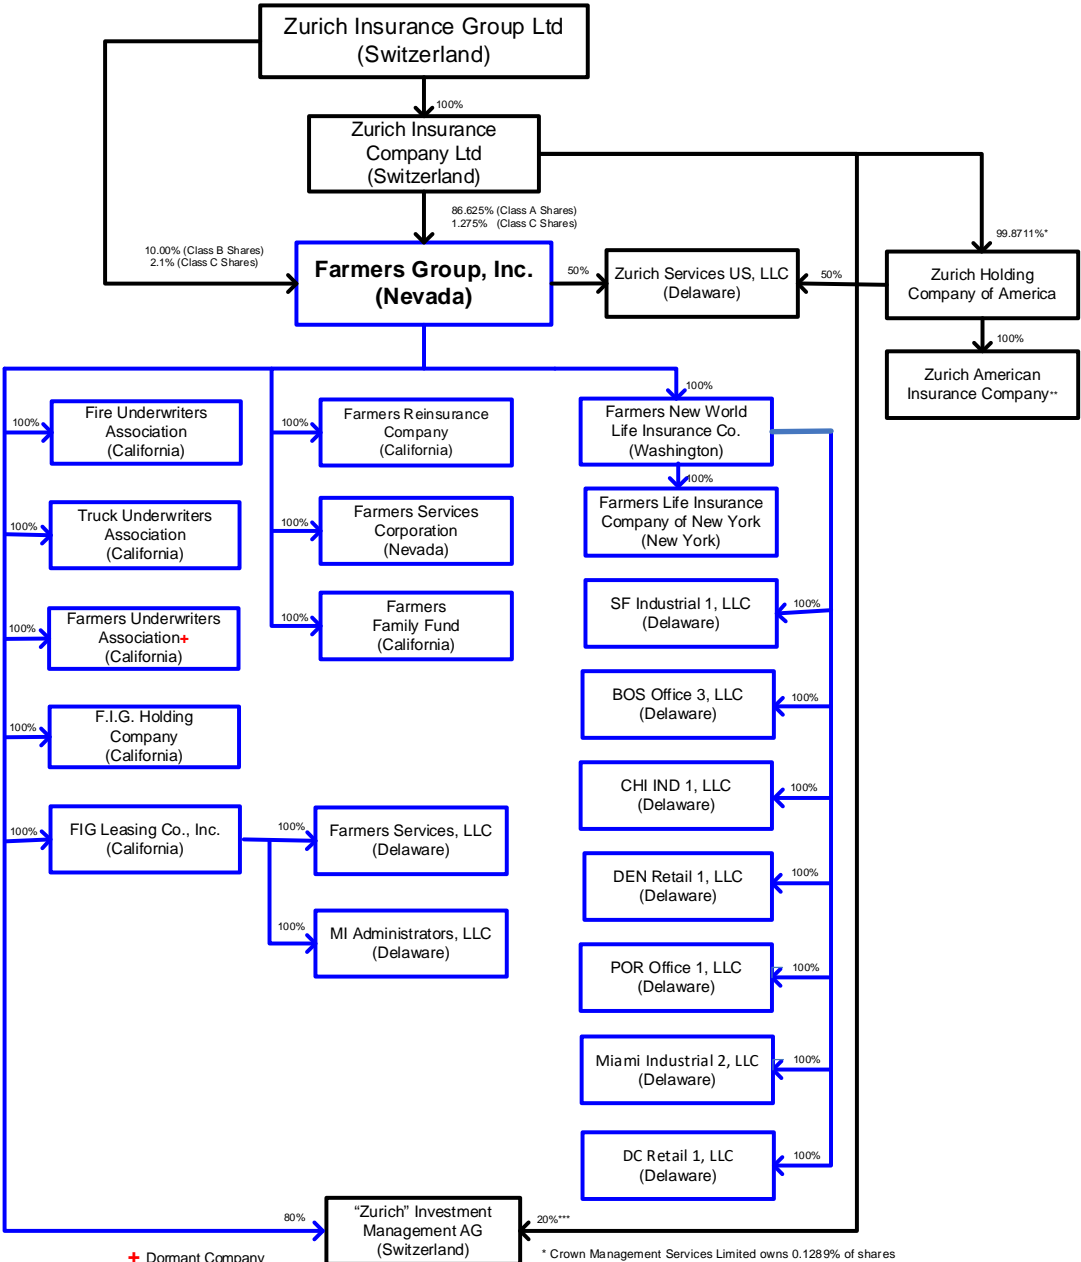 Zurich Insurance Group Ltd
(Switzerland)
100%
Zurich Insurance
Company Ltd
(Switzerland)
86.625% (Class A Shares)
1.275% (Class C Shares)
10.00% (Class B Shares)
2.1% (Class C Shares)
Farmers Group, Inc.
(Nevada)
50%
Zurich Services US, LLC
(Delaware)
50%
99.8711%*
Zurich Holding
Company of America
100%
Zurich American
Insurance Company**
100%
Fire Underwriters
Association
(California)
100%
Truck Underwriters
Association
(California)
100%
Farmers Underwriters
Association+
(California)
100%
F.I.G. Holding
Company
(California)
100%
FIG Leasing Co., Inc.
(California)
100%
Farmers Reinsurance
Company
(California)
100%
Farmers Services
Corporation
(Nevada)
100%
Farmers
Family Fund
(California)
100%
Farmers Services, LLC
(Delaware)
100%
MI Administrators, LLC
(Delaware)
100%
Farmers New World
Life Insurance Co.
(Washington)
100%
Farmers Life Insurance
Company of New York
(New York)
SF Industrial 1, LLC
(Delaware)
100%
BOS Office 3, LLC
(Delaware)
100%
CHI IND 1, LLC
(Delaware)
100%
DEN Retail 1, LLC
(Delaware)
100%
POR Office 1, LLC
(Delaware)
100%
Miami Industrial 2, LLC
(Delaware)
100%
DC Retail 1, LLC
(Delaware)
100%
80%
“Zurich” Investment
Management AG
(Switzerland)
20%***
+ Dormant Company
* Crown Management Services Limited owns 0.1289% of shares